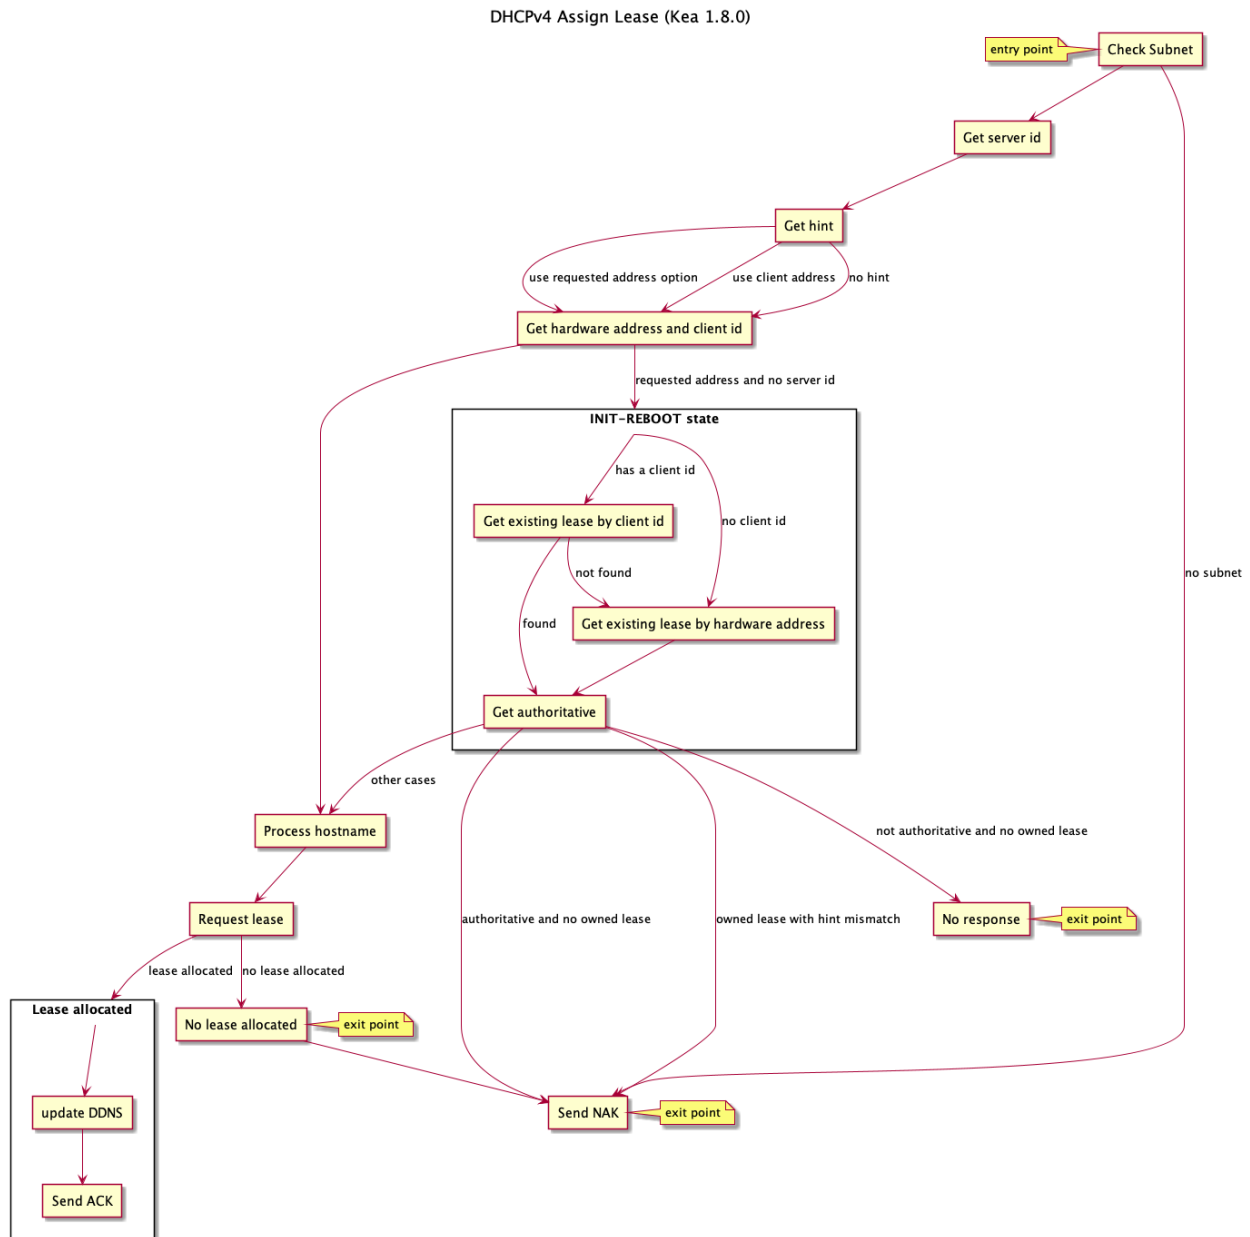 DHCPv4 Assign Lease (Kea 1.8.0)
entry point
Check Subnet
Get server id
Get hint
use requested address option
use client address
no hint
Get hardware address and client id
requested address and no server id
INIT-REBOOT state
has a client id
Get existing lease by client id
no client id
not found
no subnet
found
Get existing lease by hardware address
Get authoritative
other cases
Process hostname
not authoritative and no owned lease
Request lease
authoritative and no owned lease
owned lease with hint mismatch
No response
exit point
lease allocated
no lease allocated
Lease allocated
No lease allocated
exit point
update DDNS
Send NAK
exit point
Send ACK